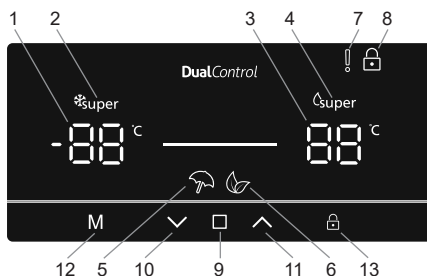 1 2 3 4 7 8
DualControl
super super
-88 °C 88 °C
M
12 5 10 9 11 6 13